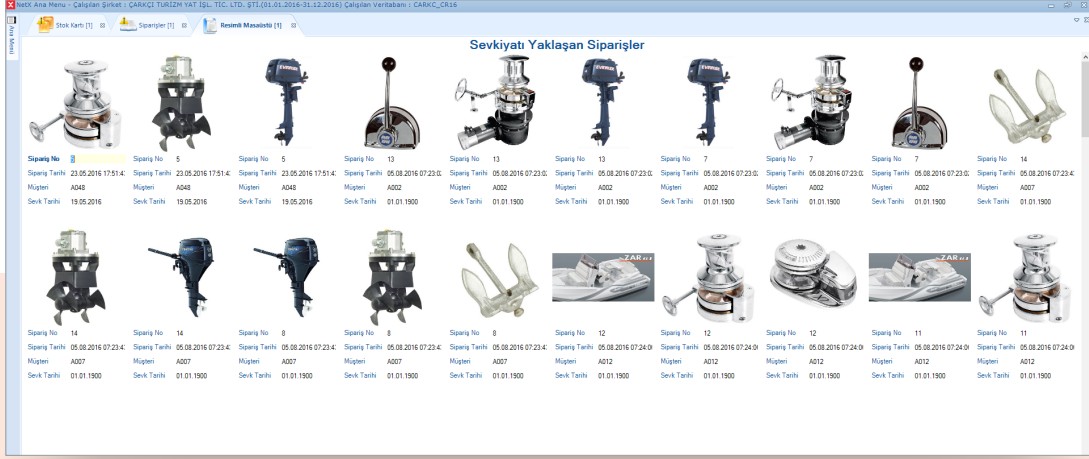 NetX Ana Menu - Çalışılan Şirket : ÇARKÇI TURİZM YAT İŞL. TİC. LTD. ŞTİ.(01.01.2016-31.12.2016) Çalışılan Veritabanı : CARKC_CR16
Ana Menü
Stok Kartı [1] Siparişler [1] Resimli Masaüstü [1]
Sevkiyatı Yaklaşan Siparişler
EVINRUDE EVINRUDE EVINRUDE
Sipariş No Sipariş No 5 Sipariş No 5 Sipariş No 13 Sipariş No 13 Sipariş No 13 Sipariş No 7 Sipariş No 7 Sipariş No 7 Sipariş No 14
Sipariş Tarihi 23.05.2016 17:51:4 Sipariş Tarihi 23.05.2016 17:51:4 Sipariş Tarihi 23.05.2016 17:51:4 Sipariş Tarihi 05.08.2016 07:23:0 Sipariş Tarihi 05.08.2016 07:23:0 Sipariş Tarihi 05.08.2016 07:23:0 Sipariş Tarihi 05.08.2016 07:23:0 Sipariş Tarihi 05.08.2016 07:23:0 Sipariş Tarihi 05.08.2016 07:23:0 Sipariş Tarihi 05.08.2016 07:23:4
Müşteri A048 Müşteri A048 Müşteri A048 Müşteri A002 Müşteri A002 Müşteri A002 Müşteri A002 Müşteri A002 Müşteri A002 Müşteri A007
Sevk Tarihi 19.05.2016 Sevk Tarihi 19.05.2016 Sevk Tarihi 19.05.2016 Sevk Tarihi 01.01.1900 Sevk Tarihi 01.01.1900 Sevk Tarihi 01.01.1900 Sevk Tarihi 01.01.1900 Sevk Tarihi 01.01.1900 Sevk Tarihi 01.01.1900 Sevk Tarihi 01.01.1900
ZAR ZAR
Sipariş No 14 Sipariş No 14 Sipariş No 8 Sipariş No 8 Sipariş No 8 Sipariş No 12 Sipariş No 12 Sipariş No 12 Sipariş No 11 Sipariş No 11
Sipariş Tarihi 05.08.2016 07:23:4 Sipariş Tarihi 05.08.2016 07:23:4 Sipariş Tarihi 05.08.2016 07:23:4 Sipariş Tarihi 05.08.2016 07:23:4 Sipariş Tarihi 05.08.2016 07:23:4 Sipariş Tarihi 05.08.2016 07:24:0 Sipariş Tarihi 05.08.2016 07:24:0 Sipariş Tarihi 05.08.2016 07:24:0 Sipariş Tarihi 05.08.2016 07:24:0 Sipariş Tarihi 05.08.2016 07:24:0
Müşteri A007 Müşteri A007 Müşteri A007 Müşteri A007 Müşteri A007 Müşteri A012 Müşteri A012 Müşteri A012 Müşteri A012 Müşteri A012
Sevk Tarihi 01.01.1900 Sevk Tarihi 01.01.1900 Sevk Tarihi 01.01.1900 Sevk Tarihi 01.01.1900 Sevk Tarihi 01.01.1900 Sevk Tarihi 01.01.1900 Sevk Tarihi 01.01.1900 Sevk Tarihi 01.01.1900 Sevk Tarihi 01.01.1900 Sevk Tarihi 01.01.1900